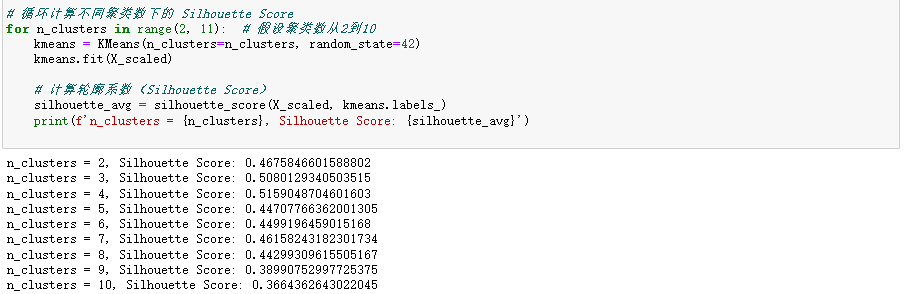 # 循环计算不同聚类数下的 Silhouette Score
for n_clusters in range(2, 11):  # 假设聚类数从2到10
    kmeans = KMeans(n_clusters=n_clusters, random_state=42)
    kmeans.fit(X_scaled)
    # 计算轮廓系数（Silhouette Score）
    silhouette_avg = silhouette_score(X_scaled, kmeans.labels_)
    print(f'n_clusters = {n_clusters}, Silhouette Score: {silhouette_avg}')
n_clusters = 2, Silhouette Score: 0.4675846601588802
n_clusters = 3, Silhouette Score: 0.5080129340503515
n_clusters = 4, Silhouette Score: 0.5159048704601603
n_clusters = 5, Silhouette Score: 0.44707766362001305
n_clusters = 6, Silhouette Score: 0.4499196459015168
n_clusters = 7, Silhouette Score: 0.46158243182301734
n_clusters = 8, Silhouette Score: 0.44299309615505167
n_clusters = 9, Silhouette Score: 0.38990752997725375
n_clusters = 10, Silhouette Score: 0.3664362643022045